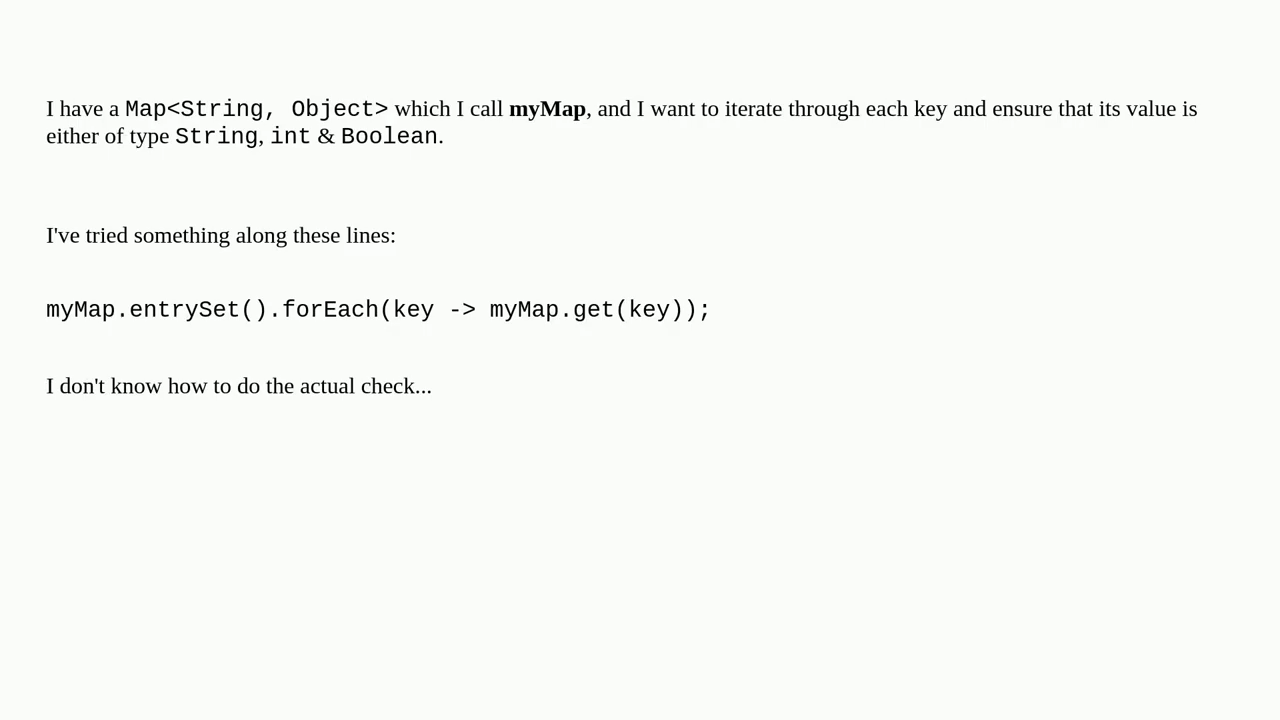 I have a Map<String, Object> which I call myMap, and I want to iterate through each key and ensure that its value is
either of type String, int & Boolean.
I've tried something along these lines:
myMap.entrySet().forEach(key -> myMap.get(key));
I don't know how to do the actual check...